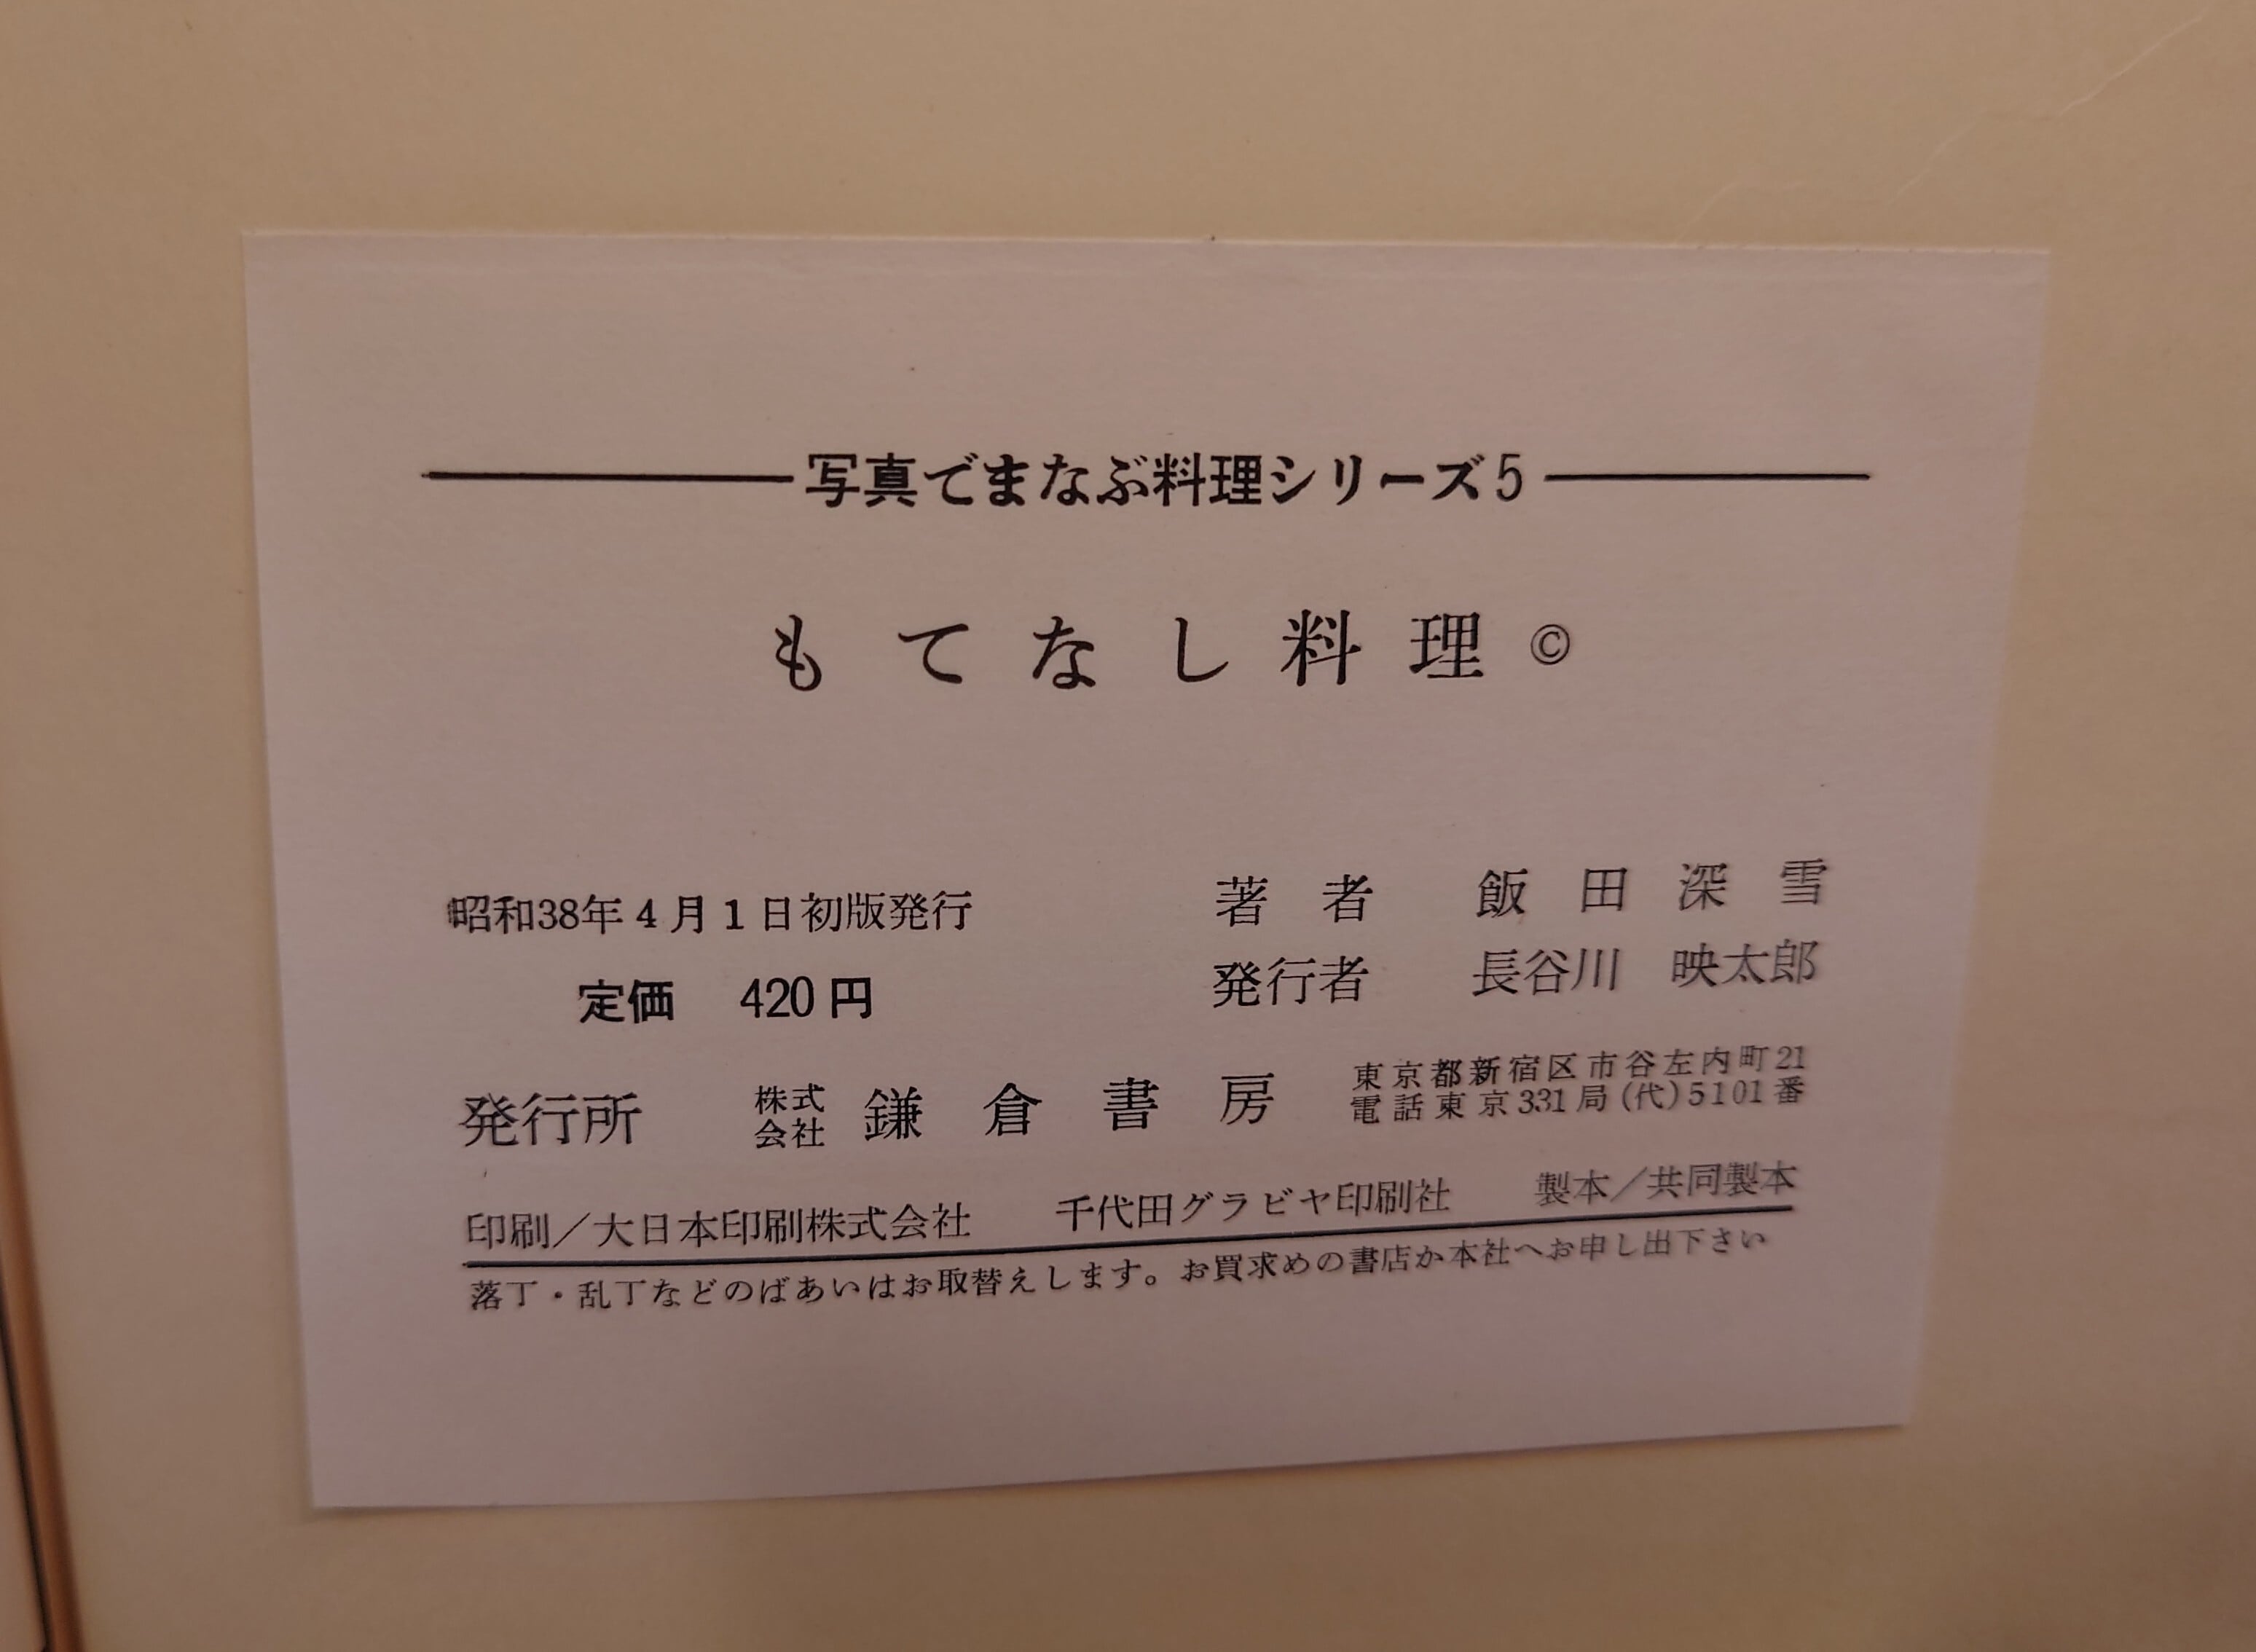 写真でまなぶ料理シリーズ5
もてなし料理©
昭和38年4月1日初版発行
定価 420円
著者 飯田深雪
発行者 長谷川 映太郎
発行所 株式会社 鎌倉書房
東京都新宿区市谷左内町21
電話東京331局(代)5101番
印刷／大日本印刷株式会社 千代田グラビヤ印刷社 製本／共同製本
落丁・乱丁などのばあいはお取替えします。お買求めの書店か本社へお申し出下さい